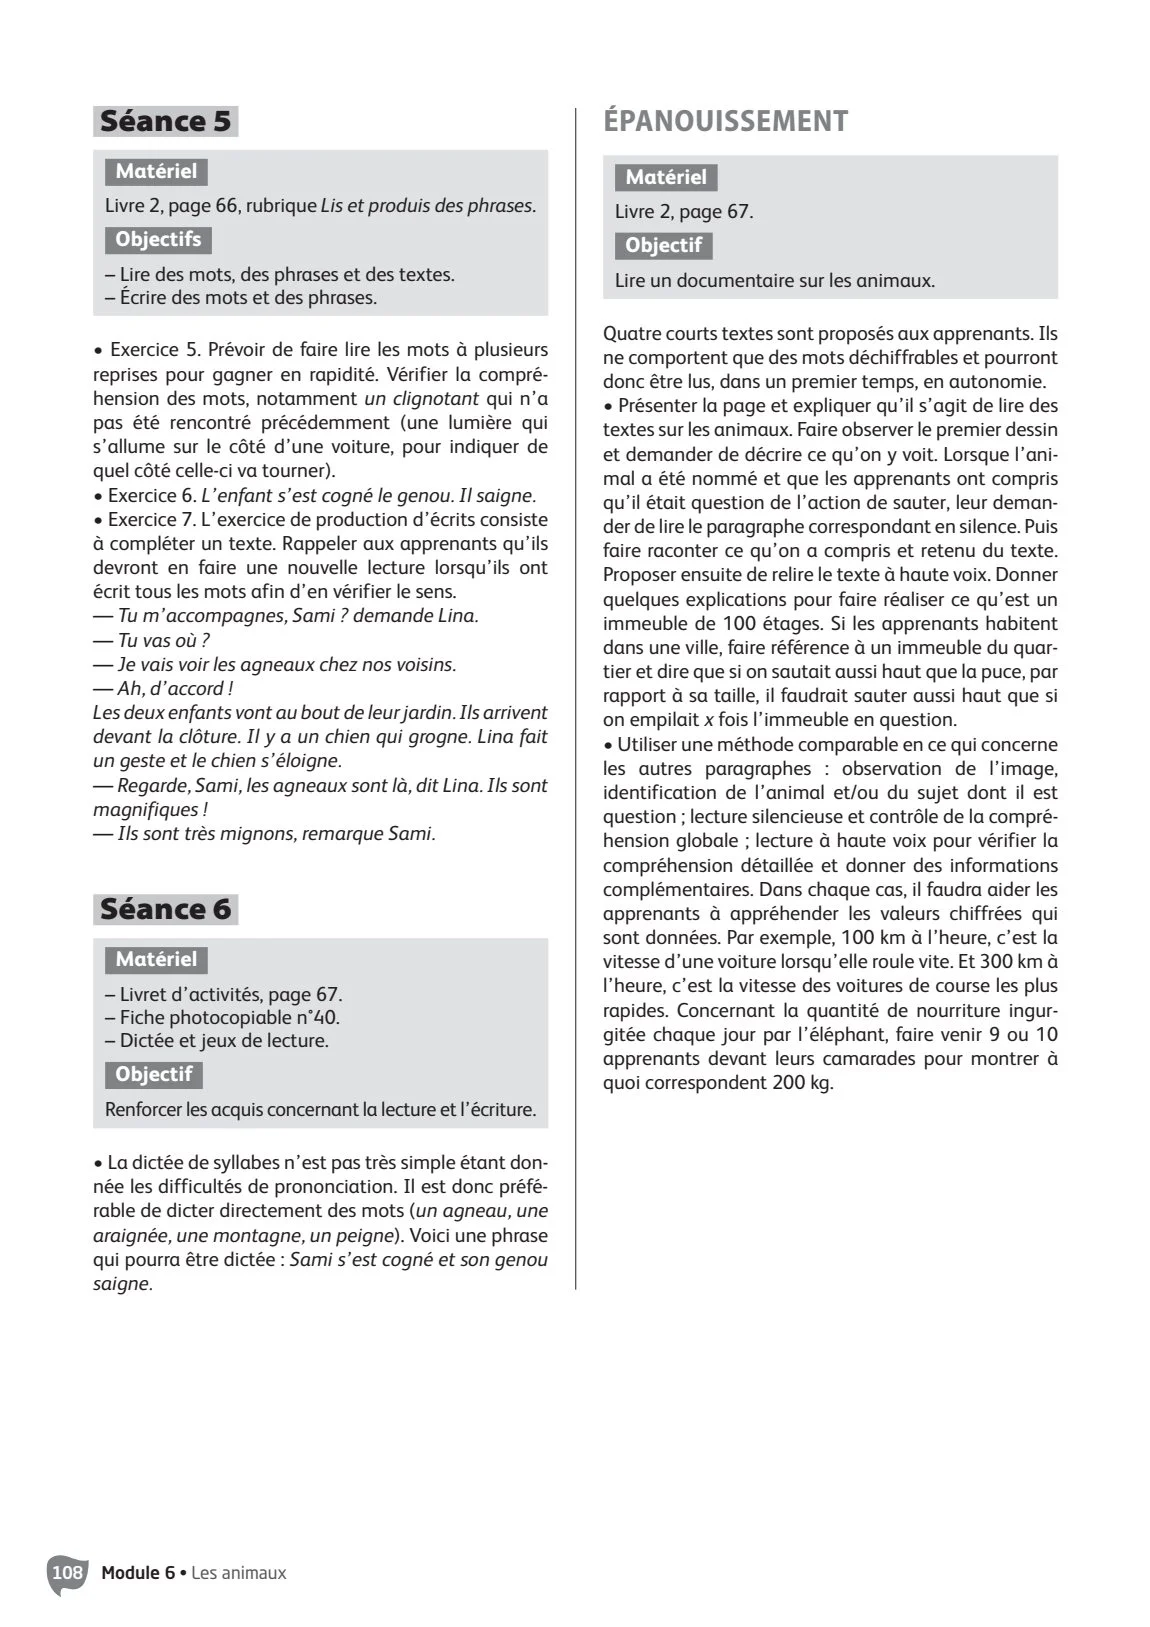 Séance 5
Matériel
Livre 2, page 66, rubrique Lis et produis des phrases.
Objectifs
– Lire des mots, des phrases et des textes.
– Écrire des mots et des phrases.
• Exercice 5. Prévoir de faire lire les mots à plusieurs
reprises pour gagner en rapidité. Vérifier la compré-
hension des mots, notamment un clignotant qui n’a
pas été rencontré précédemment (une lumière qui
s’allume sur le côté d’une voiture, pour indiquer de
quel côté celle-ci va tourner).
• Exercice 6. L’enfant s’est cogné le genou. Il saigne.
• Exercice 7. L’exercice de production d’écrits consiste
à compléter un texte. Rappeler aux apprenants qu’ils
devront en faire une nouvelle lecture lorsqu’ils ont
écrit tous les mots afin d’en vérifier le sens.
— Tu m’accompagnes, Sami ? demande Lina.
— Tu vas où ?
— Je vais voir les agneaux chez nos voisins.
— Ah, d’accord !
Les deux enfants vont au bout de leur jardin. Ils arrivent
devant la clôture. Il y a un chien qui grogne. Lina fait
un geste et le chien s’éloigne.
— Regarde, Sami, les agneaux sont là, dit Lina. Ils sont
magnifiques !
— Ils sont très mignons, remarque Sami.
Séance 6
Matériel
– Livret d’activités, page 67.
– Fiche photocopiable n°40.
– Dictée et jeux de lecture.
Objectif
Renforcer les acquis concernant la lecture et l’écriture.
• La dictée de syllabes n’est pas très simple étant don-
née les difficultés de prononciation. Il est donc préfé-
rable de dicter directement des mots (un agneau, une
araignée, une montagne, un peigne). Voici une phrase
qui pourra être dictée : Sami s’est cogné et son genou
saigne.
ÉPANOUISSEMENT
Matériel
Livre 2, page 67.
Objectif
Lire un documentaire sur les animaux.
Quatre courts textes sont proposés aux apprenants. Ils
ne comportent que des mots déchiffrables et pourront
donc être lus, dans un premier temps, en autonomie.
• Présenter la page et expliquer qu’il s’agit de lire des
textes sur les animaux. Faire observer le premier dessin
et demander de décrire ce qu’on y voit. Lorsque l’ani-
mal a été nommé et que les apprenants ont compris
qu’il était question de l’action de sauter, leur deman-
der de lire le paragraphe correspondant en silence. Puis
faire raconter ce qu’on a compris et retenu du texte.
Proposer ensuite de relire le texte à haute voix. Donner
quelques explications pour faire réaliser ce qu’est un
immeuble de 100 étages. Si les apprenants habitent
dans une ville, faire référence à un immeuble du quar-
tier et dire que si on sautait aussi haut que la puce, par
rapport à sa taille, il faudrait sauter aussi haut que si
on empilait x fois l’immeuble en question.
• Utiliser une méthode comparable en ce qui concerne
les autres paragraphes : observation de l’image,
identification de l’animal et/ou du sujet dont il est
question ; lecture silencieuse et contrôle de la compré-
hension globale ; lecture à haute voix pour vérifier la
compréhension détaillée et donner des informations
complémentaires. Dans chaque cas, il faudra aider les
apprenants à appréhender les valeurs chiffrées qui
sont données. Par exemple, 100 km à l’heure, c’est la
vitesse d’une voiture lorsqu’elle roule vite. Et 300 km à
l’heure, c’est la vitesse des voitures de course les plus
rapides. Concernant la quantité de nourriture ingur-
gitée chaque jour par l’éléphant, faire venir 9 ou 10
apprenants devant leurs camarades pour montrer à
quoi correspondent 200 kg.
108 Module 6 • Les animaux